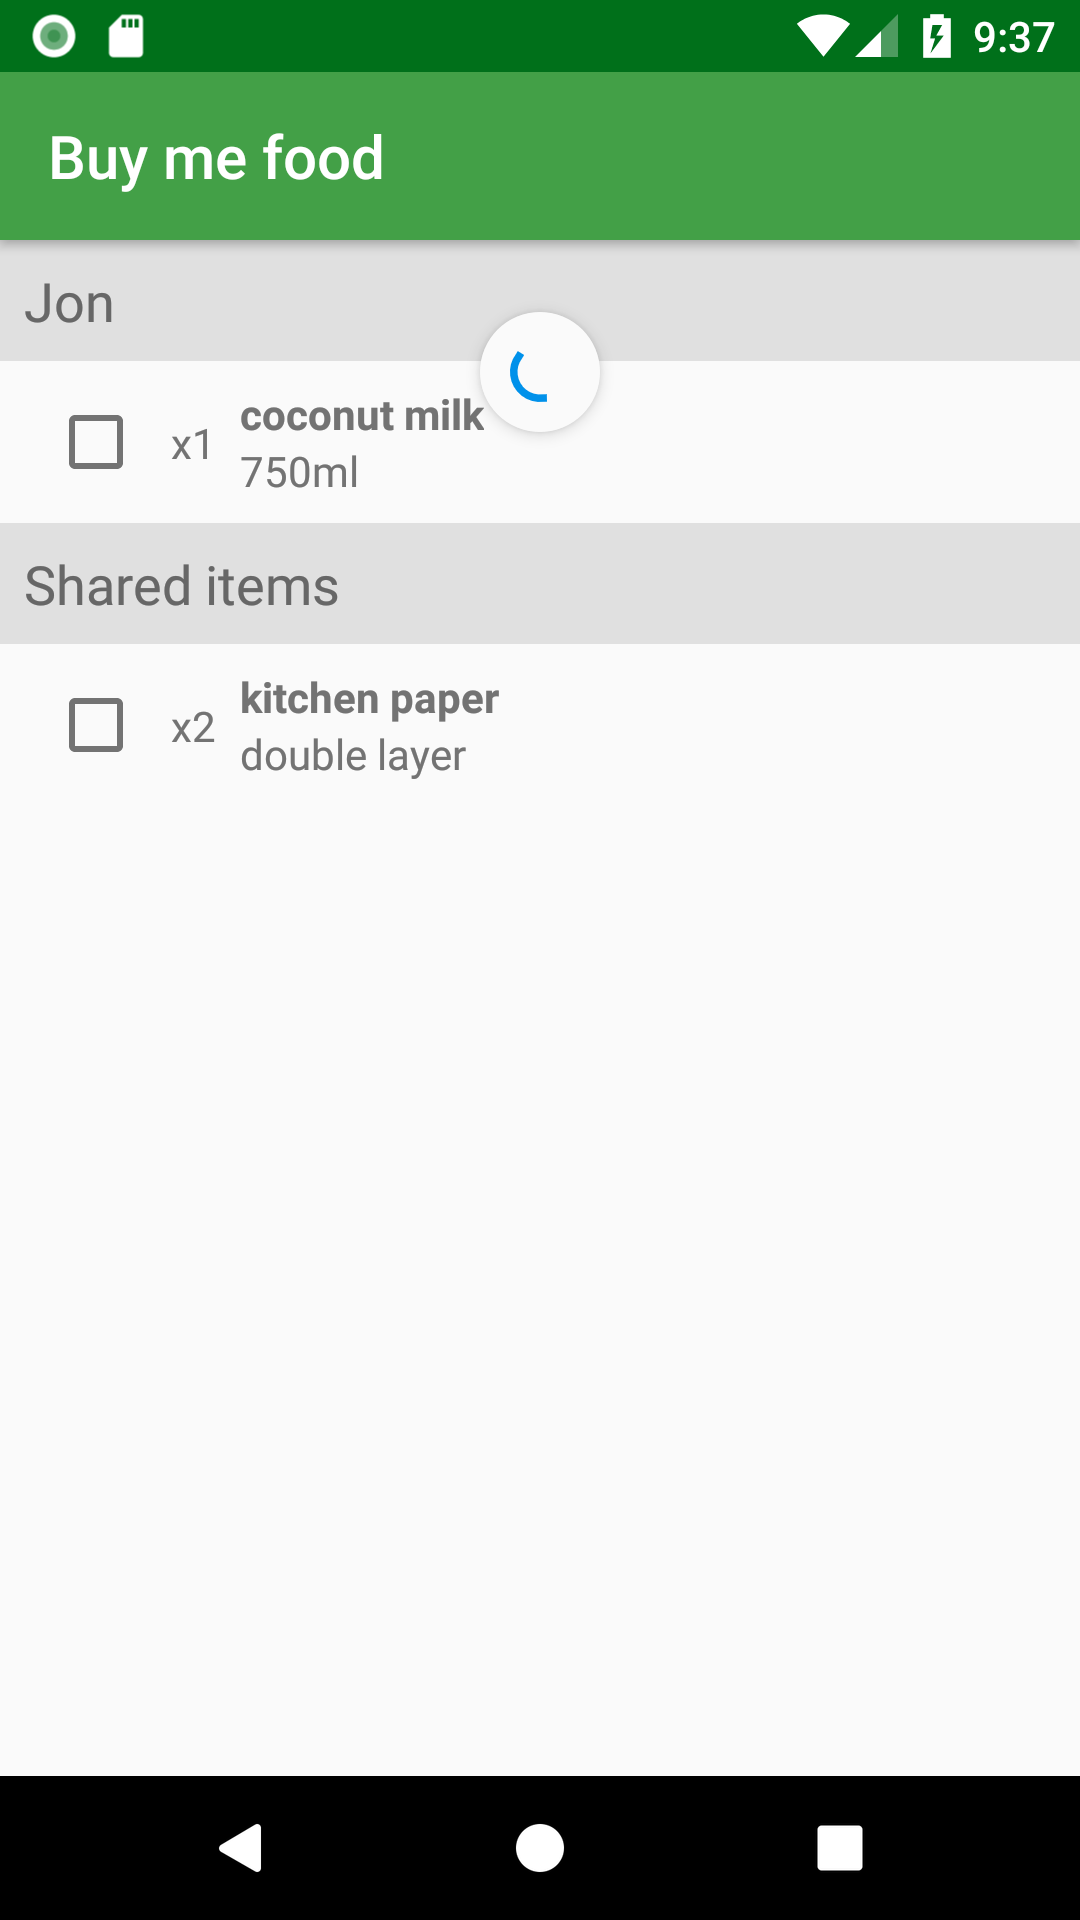 9:37
Buy me food
Jon
x1
coconut milk
750ml
Shared items
x2
kitchen paper
double layer